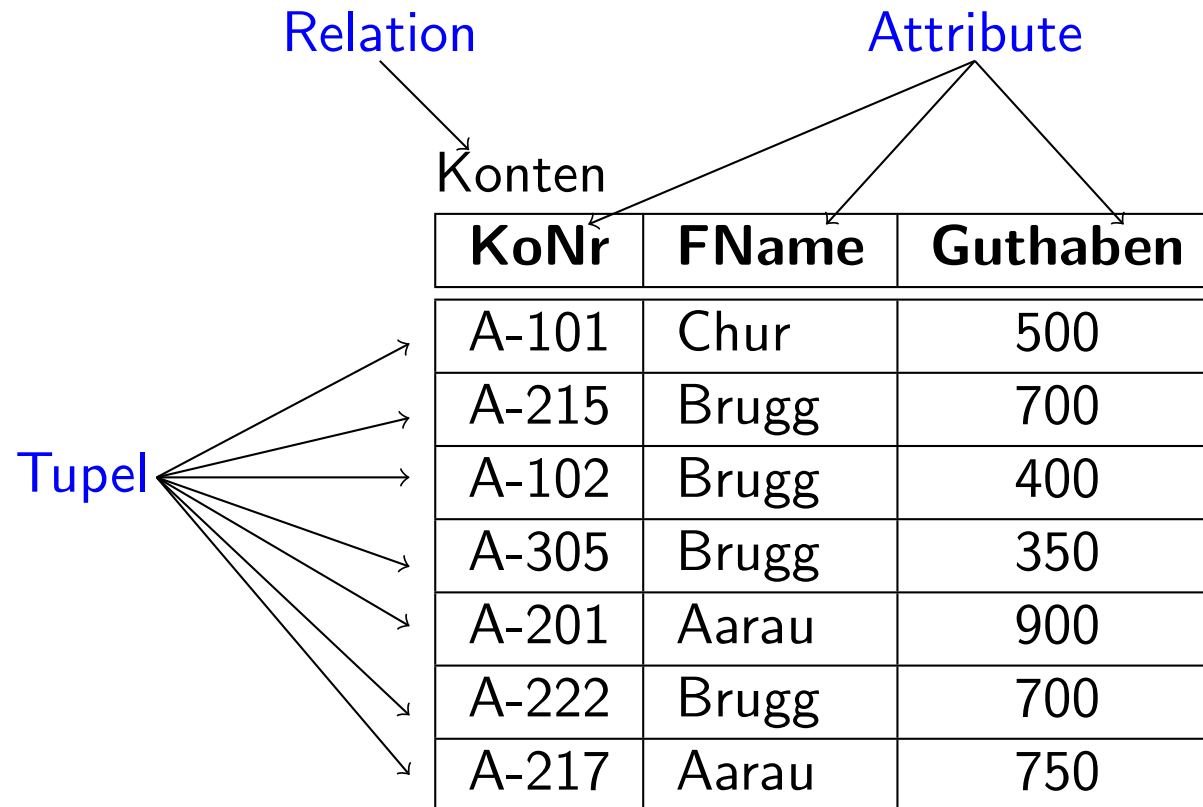 Relation Attribute
Konten
KoNr FName Guthaben
A-101 Chur 500
A-215 Brugg 700
Tupel A-102 Brugg 400
A-305 Brugg 350
A-201 Aarau 900
A-222 Brugg 700
A-217 Aarau 750